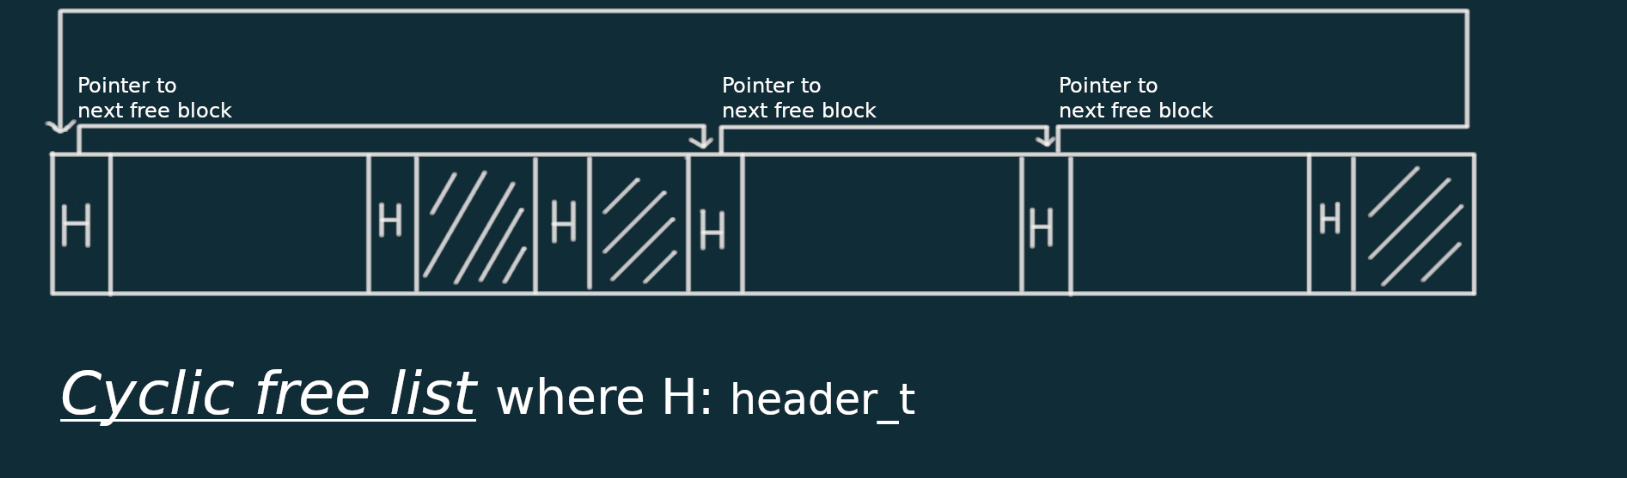 Pointer to
next free block
Pointer to
next free block
Pointer to
next free block
H
H
H
H
H
H
Cyclic free list where H: header_t